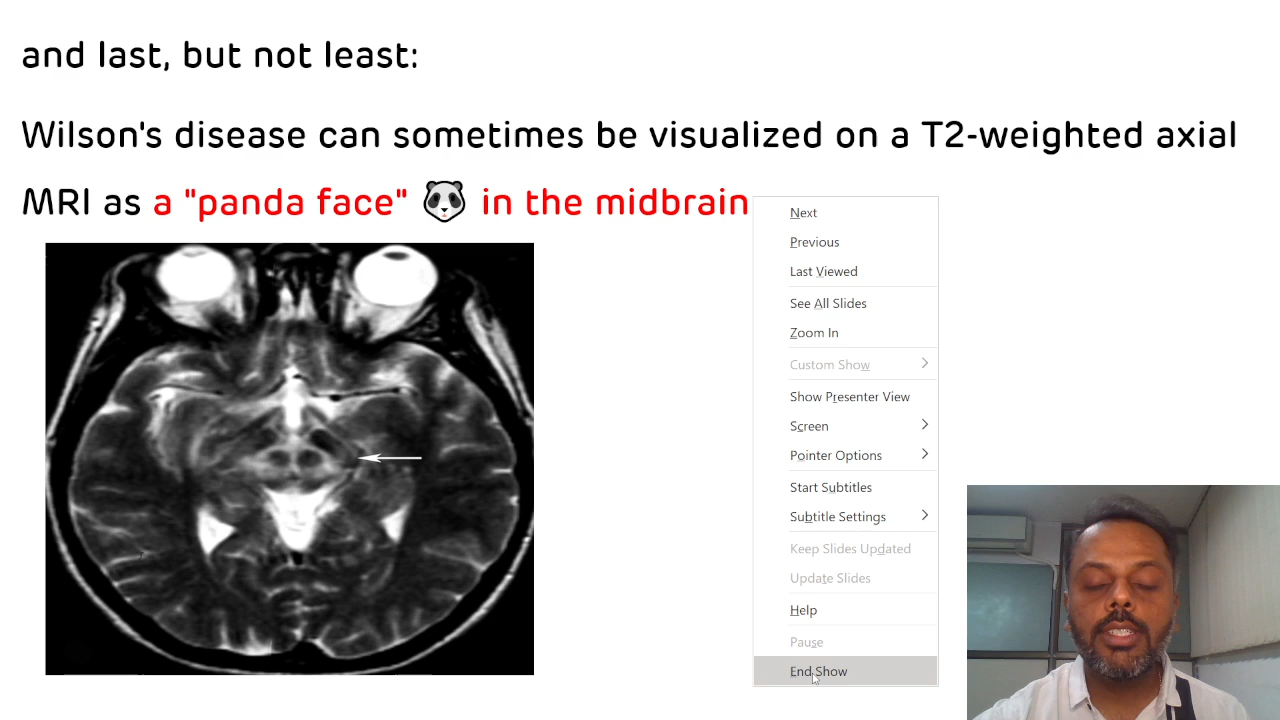 and last, but not least:
Wilson's disease can sometimes be visualized on a T2-weighted axial
MRI as a "panda face" 🐼 in the midbrain
Next
Previous
Last Viewed
See All Slides
Zoom In
Custom Show
Show Presenter View
Screen
Pointer Options
Start Subtitles
Subtitle Settings
Keep Slides Updated
Update Slides
Help
Pause
End Show